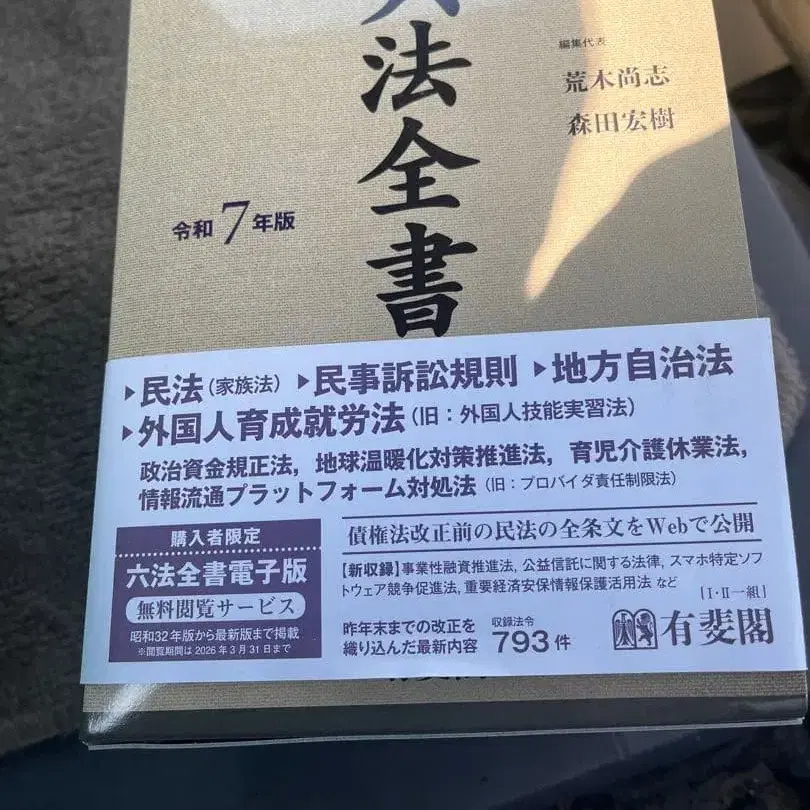 六法全書
編集代表
荒木尚志
森田宏樹
令和7年版
▶民法(家族法) ▶民事訴訟規則 ▶地方自治法
▶外国人育成就労法(旧：外国人技能実習法)
政治資金規正法，地球温暖化対策推進法，育児介護休業法，
情報流通プラットフォーム対処法(旧：プロバイダ責任制限法)
購入者限定
六法全書電子版
無料閲覧サービス
昭和32年版から最新版まで掲載
※閲覧期間は2026年3月31日まで
債権法改正前の民法の全条文をWebで公開
【新収録】事業性融資推進法，公益信託に関する法律，スマホ特定ソフ
トウェア競争促進法，重要経済安保情報保護活用法 など
昨年末までの改正を
織り込んだ最新内容
収録法令
793件
[I・II一組]
有斐閣